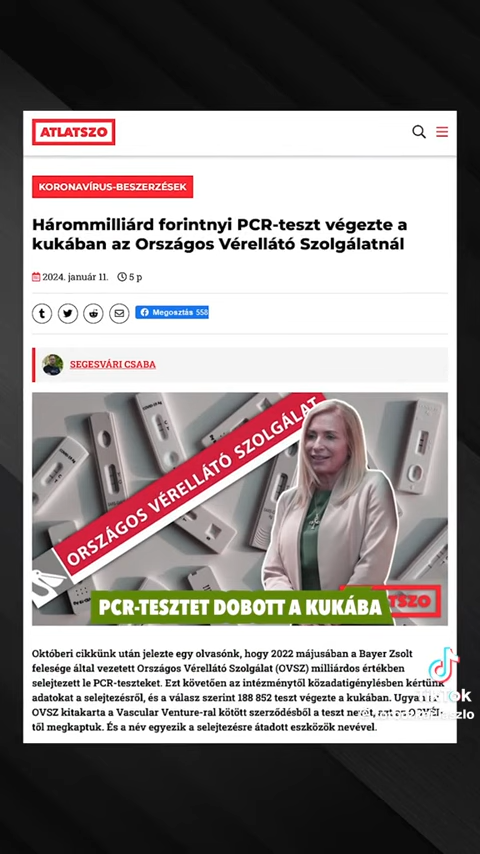 ATLATSZO
KORONAVÍRUS-BESZERZÉSEK
Hárommilliárd forintnyi PCR-teszt végezte a
kukában az Országos Vérellátó Szolgálatnál
2024. január 11. 5 p
Megosztás 558
SEGESVÁRI CSABA
ORSZÁGOS VÉRELLÁTÓ SZOLGÁLAT
PCR-TESZTET DOBOTT A KUKÁBA
Októberi cikkünk után jelezte egy olvasónk, hogy 2022 májusában a Bayer Zsolt
felesége által vezetett Országos Vérellátó Szolgálat (OVSZ) milliárdos értékben
selejtezett le PCR-teszteket. Ezt követően az intézménytől közadatigénylésben kértünk
adatokat a selejtezésről, és a válasz szerint 188 852 teszt végezte a kukában. Ugyan
OVSZ kitakarta a Vascular Venture-ral kötött szerződésből a teszt nevét,
től megkaptuk. És a név egyezik a selejtezésre átadott eszközök nevével.
TikTok